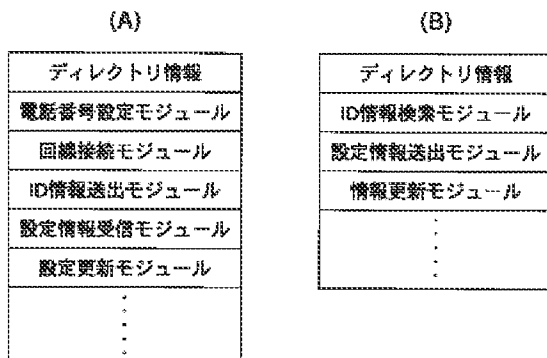 (A)
ディレクトリ情報
電話番号設定モジュール
回線接続モジュール
ID情報送出モジュール
設定情報受信モジュール
設定更新モジュール
(B)
ディレクトリ情報
ID情報検索モジュール
設定情報送出モジュール
情報更新モジュール